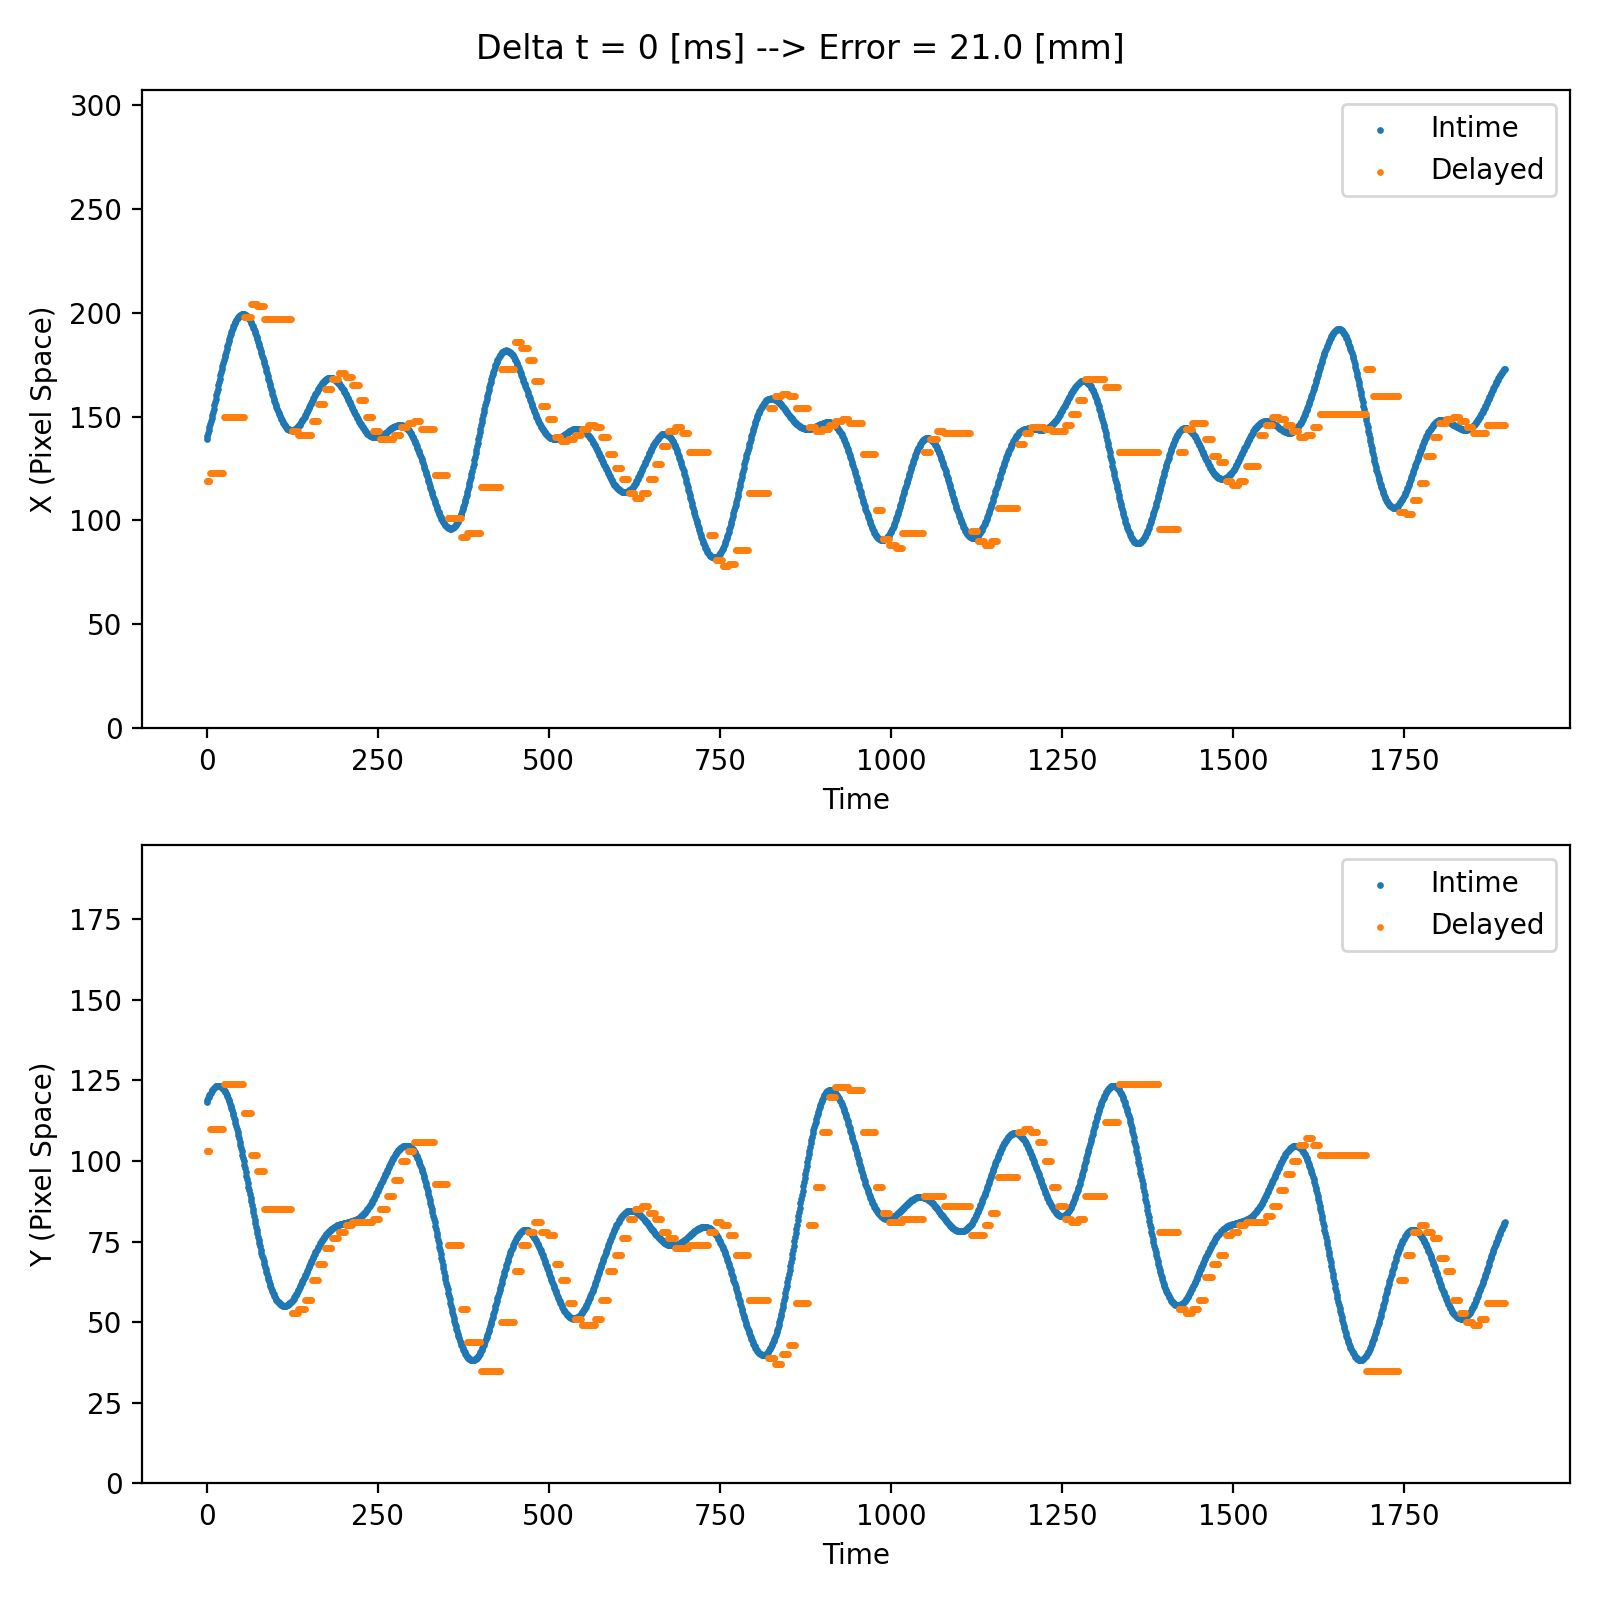 Delta t = 0 [ms] --> Error = 21.0 [mm]
300
250
200
150
100
50
0
X (Pixel Space)
Intime
Delayed
0 250 500 750 1000 1250 1500 1750
Time
175
150
125
100
75
50
25
0
Y (Pixel Space)
Intime
Delayed
0 250 500 750 1000 1250 1500 1750
Time